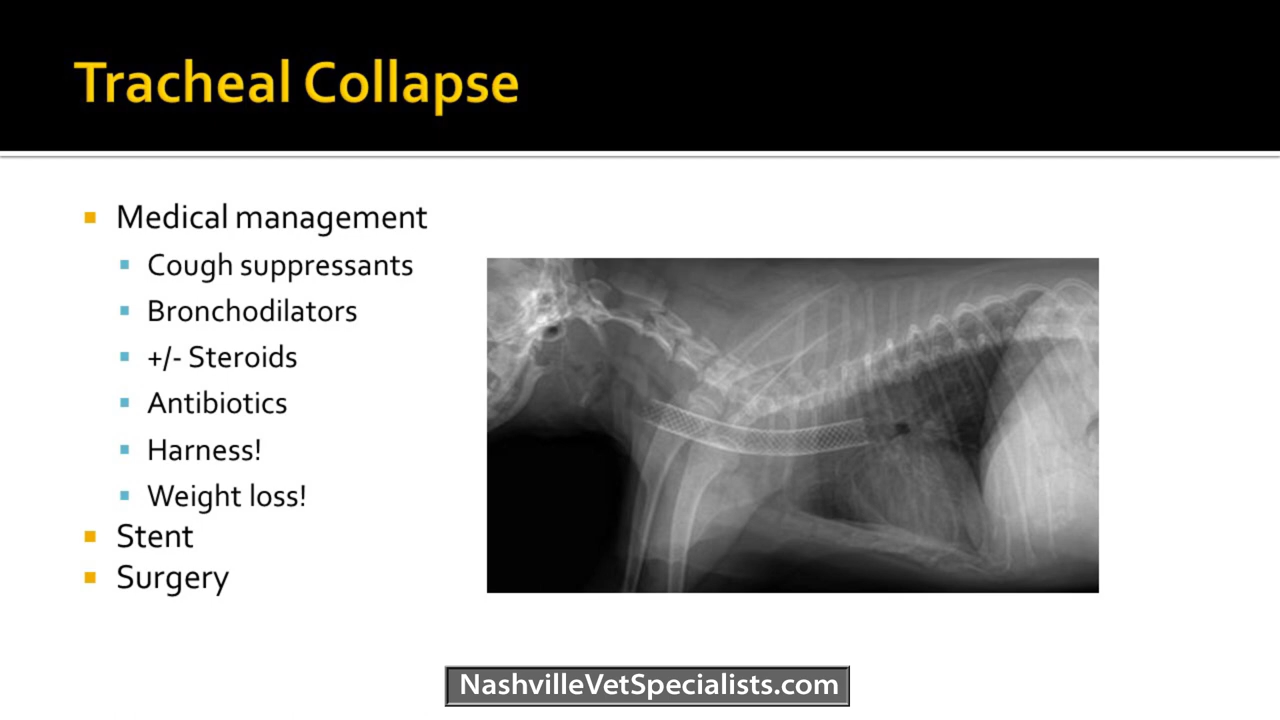 Tracheal Collapse
Medical management
Cough suppressants
Bronchodilators
+/- Steroids
Antibiotics
Harness!
Weight loss!
Stent
Surgery
NashvilleVetSpecialists.com